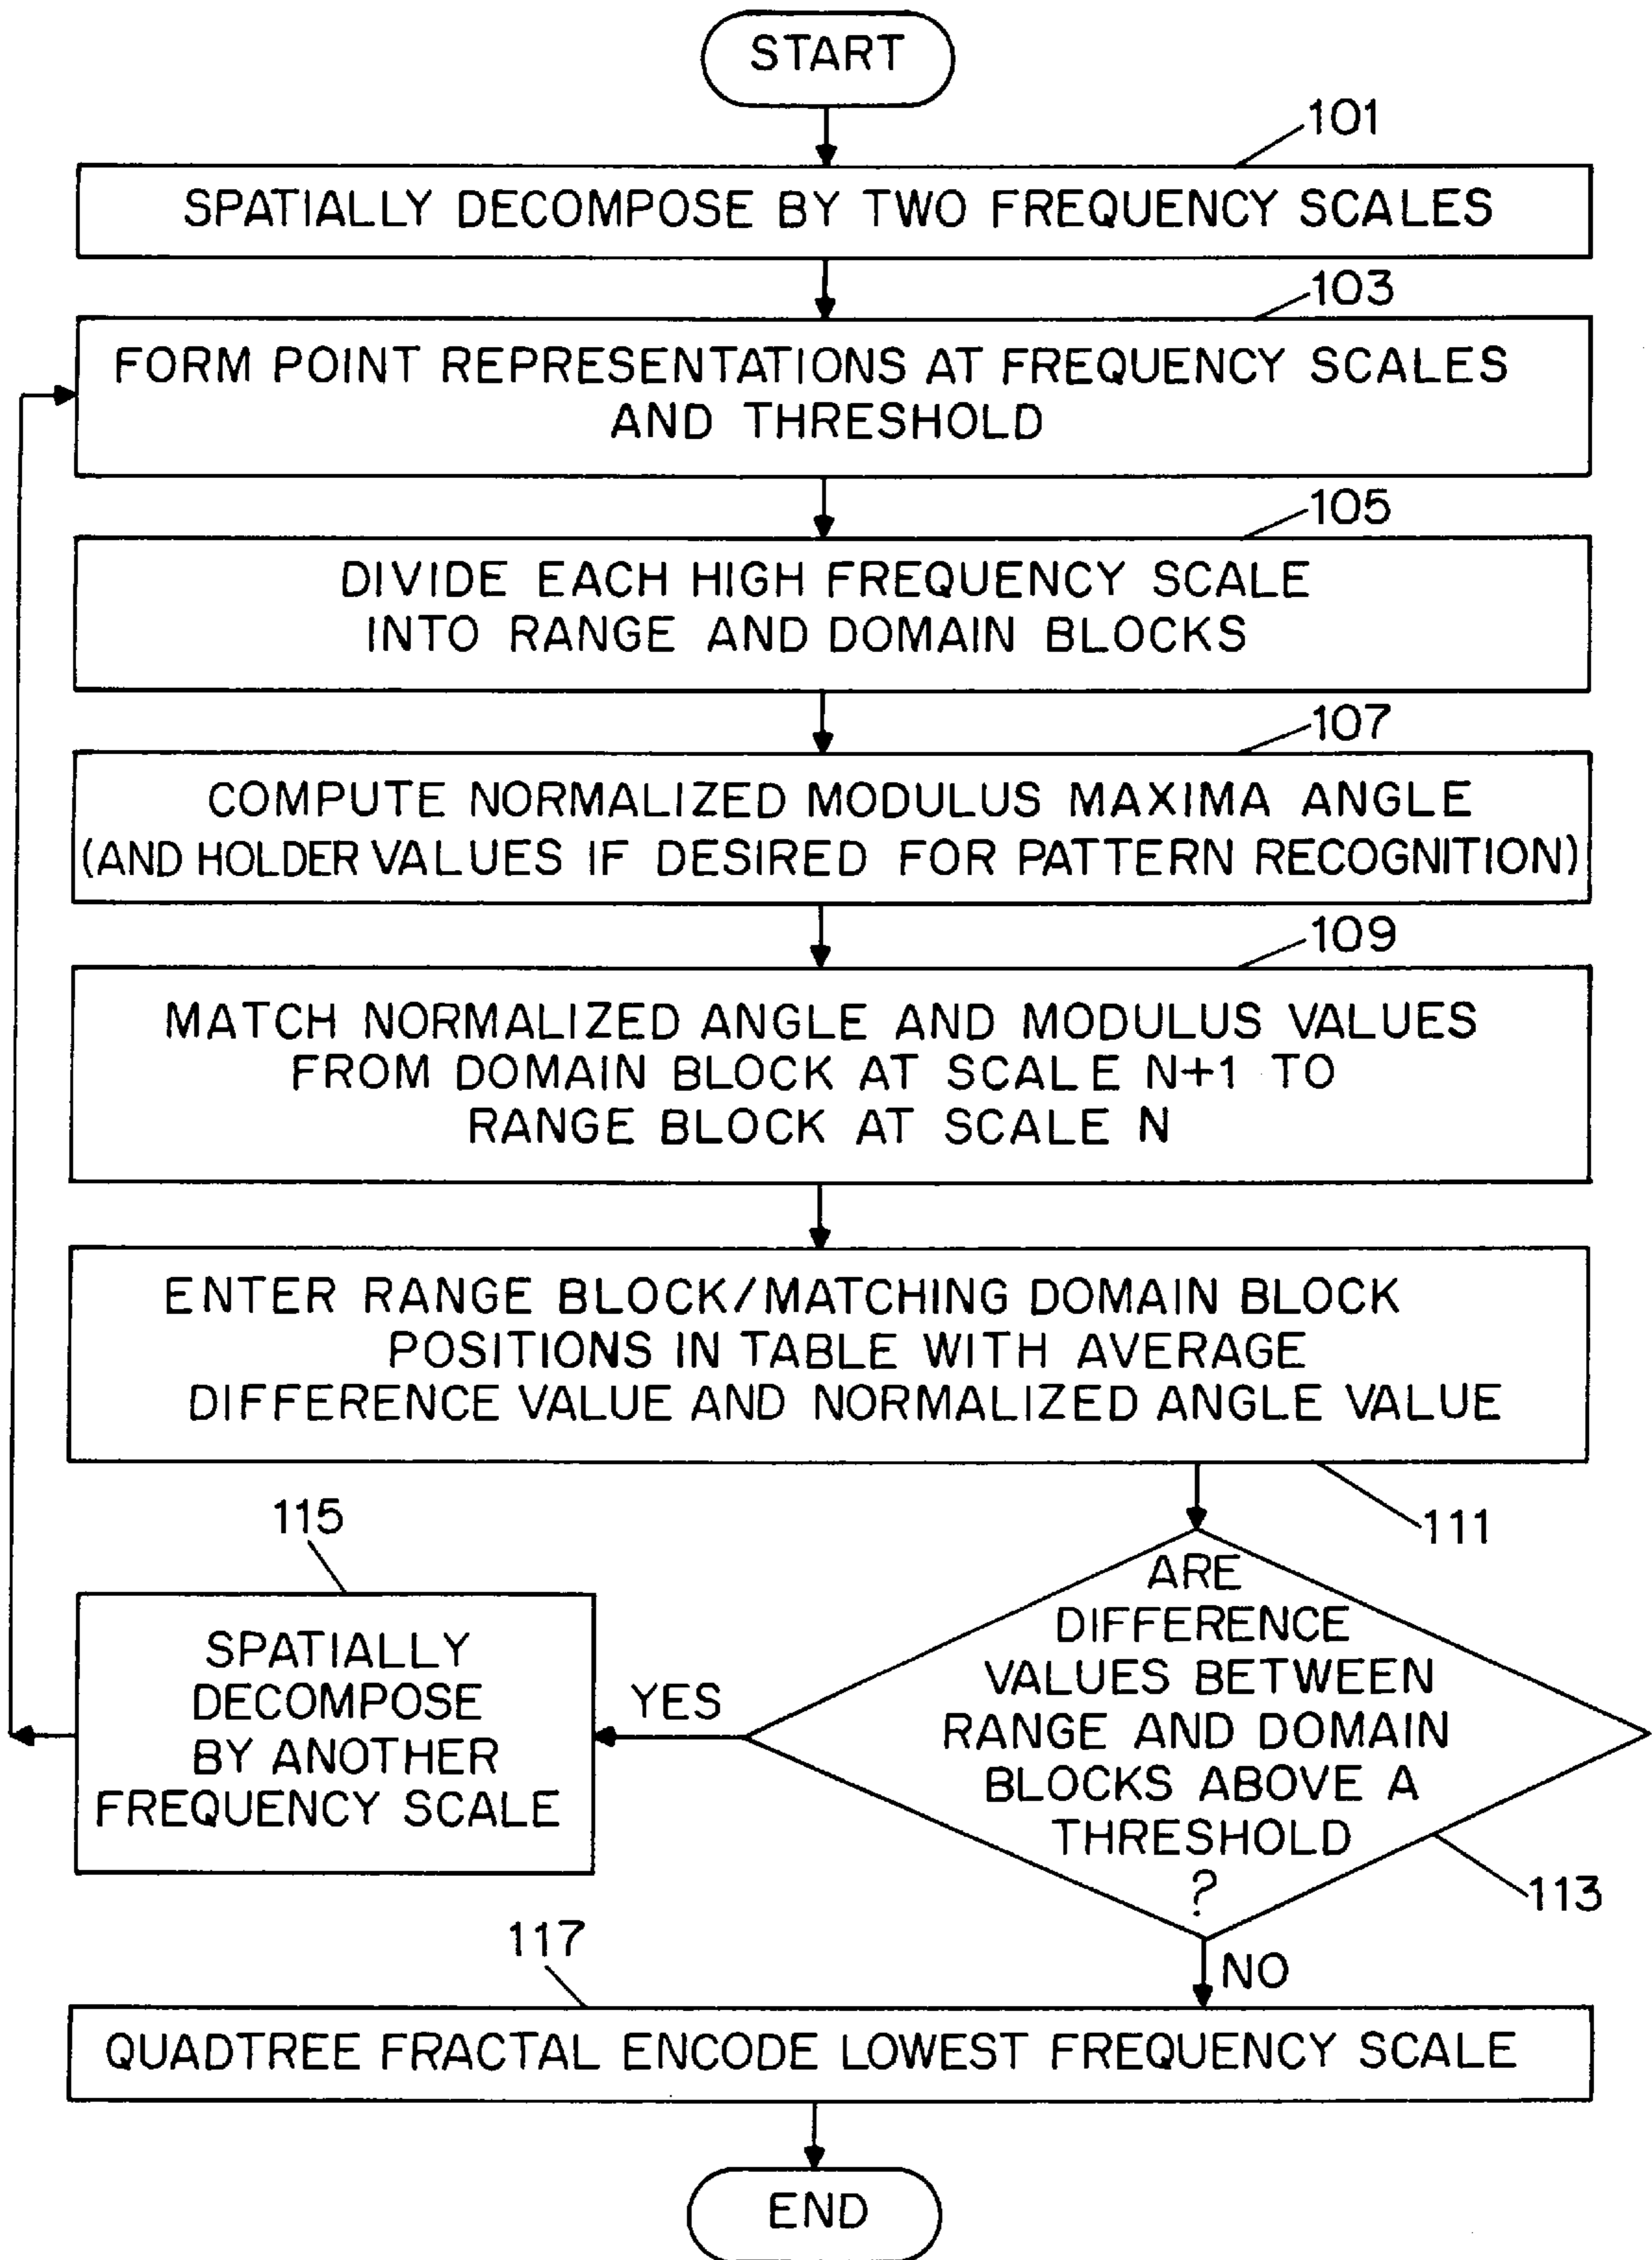 START
101
SPATIALLY DECOMPOSE BY TWO FREQUENCY SCALES
103
FORM POINT REPRESENTATIONS AT FREQUENCY SCALES
AND THRESHOLD
105
DIVIDE EACH HIGH FREQUENCY SCALE
INTO RANGE AND DOMAIN BLOCKS
107
COMPUTE NORMALIZED MODULUS MAXIMA ANGLE
(AND HOLDER VALUES IF DESIRED FOR PATTERN RECOGNITION)
109
MATCH NORMALIZED ANGLE AND MODULUS VALUES
FROM DOMAIN BLOCK AT SCALE N+1 TO
RANGE BLOCK AT SCALE N
ENTER RANGE BLOCK/MATCHING DOMAIN BLOCK
POSITIONS IN TABLE WITH AVERAGE
DIFFERENCE VALUE AND NORMALIZED ANGLE VALUE
111
ARE
DIFFERENCE
VALUES BETWEEN
RANGE AND DOMAIN
BLOCKS ABOVE A
THRESHOLD
?
113
YES
115
SPATIALLY
DECOMPOSE
BY ANOTHER
FREQUENCY SCALE
NO
117
QUADTREE FRACTAL ENCODE LOWEST FREQUENCY SCALE
END